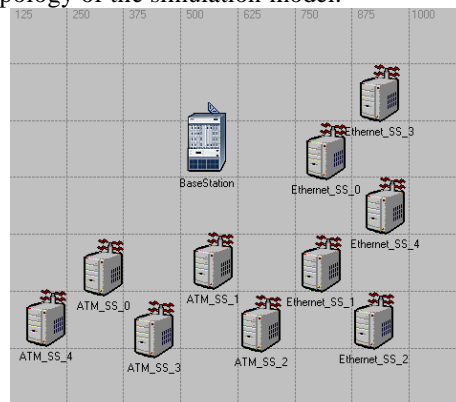 pology of the simulation model.
125 250 375 500 625 750 875 1000
Ethernet_SS_3
BaseStation
Ethernet_SS_0
Ethernet_SS_4
ATM_SS_0
ATM_SS_1
Ethernet_SS_1
ATM_SS_4
ATM_SS_3
ATM_SS_2
Ethernet_SS_2